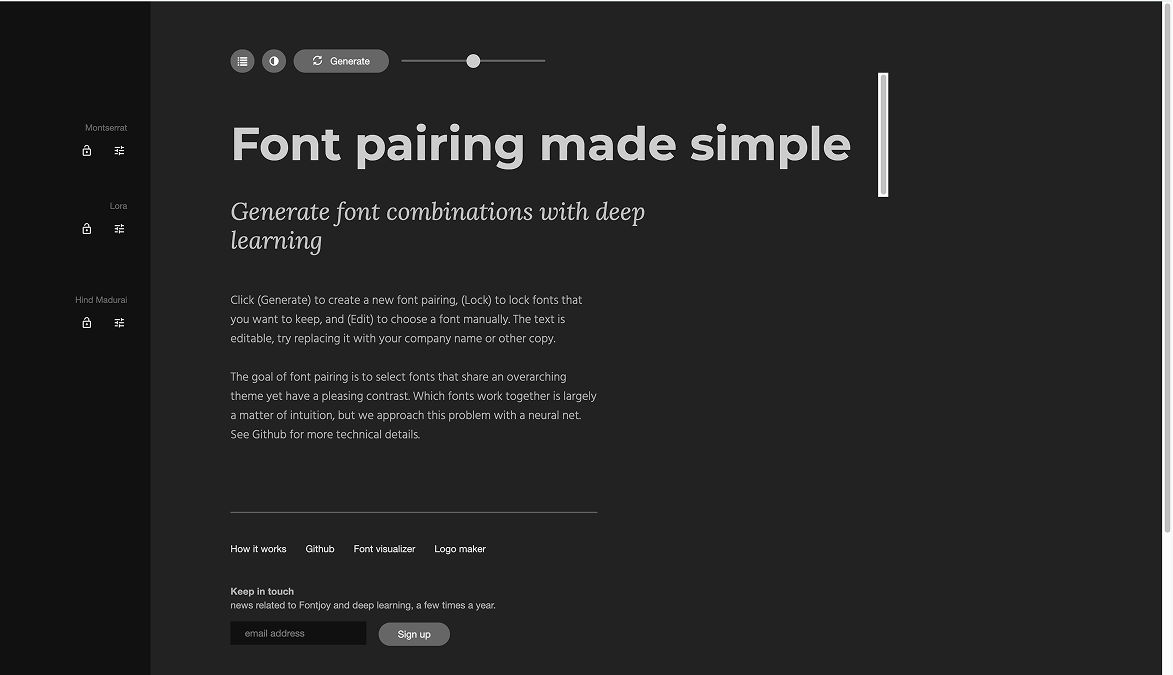 Generate
Montserrat
Font pairing made simple
Lora
Generate font combinations with deep
learning
Hind Madurai
Click (Generate) to create a new font pairing, (Lock) to lock fonts that
you want to keep, and (Edit) to choose a font manually. The text is
editable, try replacing it with your company name or other copy.
The goal of font pairing is to select fonts that share an overarching
theme yet have a pleasing contrast. Which fonts work together is largely
a matter of intuition, but we approach this problem with a neural net.
See Github for more technical details.
How it works Github Font visualizer Logo maker
Keep in touch
news related to Fontjoy and deep learning, a few times a year.
email address Sign up